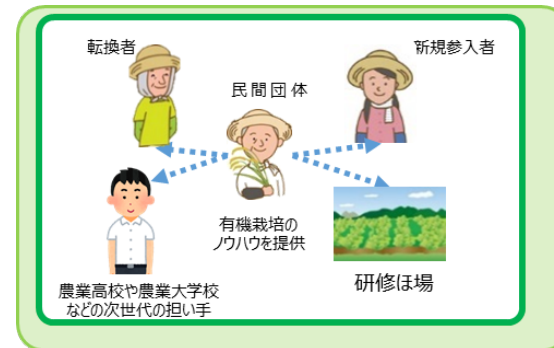 転換者
新規参入者
民間団体
有機栽培の
ノウハウを提供
研修ほ場
農業高校や農業大学校
などの次世代の担い手